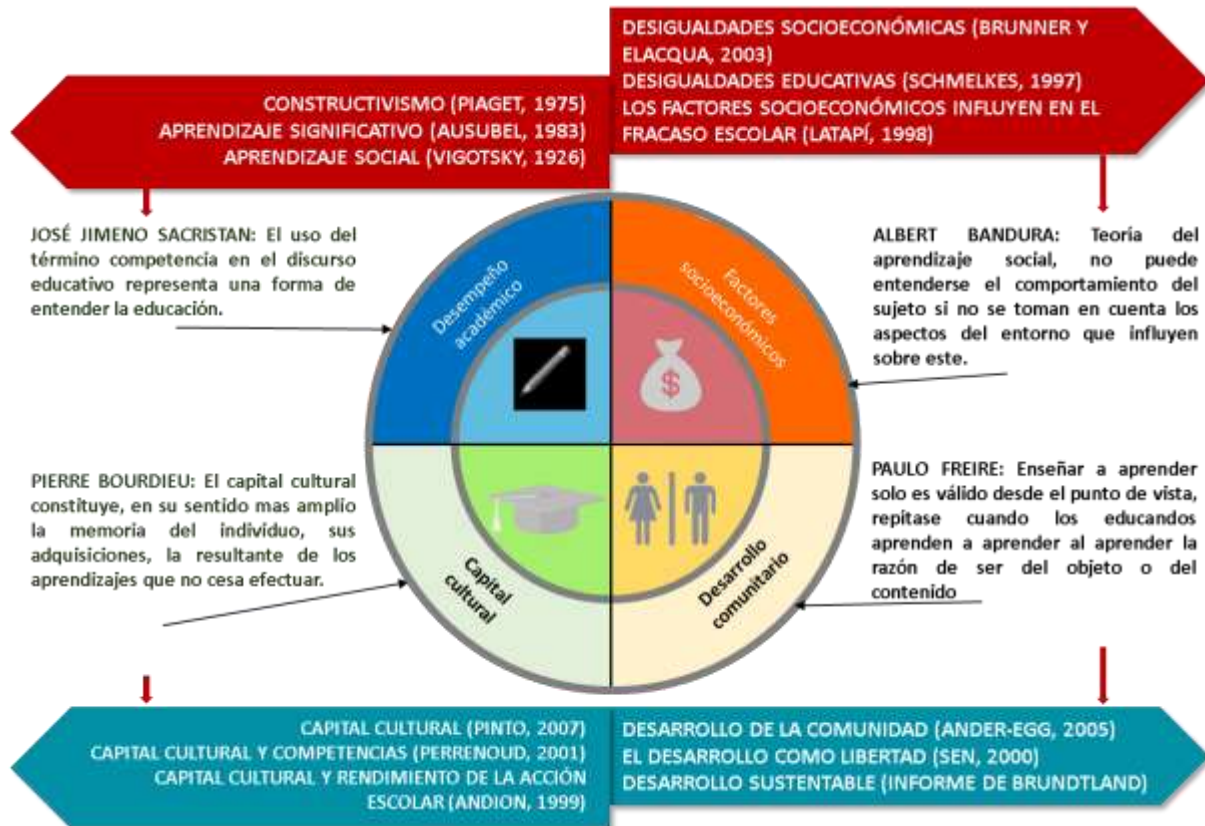 DESIGUALDADES SOCIOECONÓMICAS (BRUNNER Y
ELACQUA, 2003)
DESIGUALDADES EDUCATIVAS (SCHMELKES, 1997)
LOS FACTORES SOCIOECONÓMICOS INFLUYEN EN EL
FRACASO ESCOLAR (LATAPÍ, 1998)
CONSTRUCTIVISMO (PIAGET, 1975)
APRENDIZAJE SIGNIFICATIVO (AUSUBEL, 1983)
APRENDIZAJE SOCIAL (VIGOTSKY, 1926)
JOSÉ JIMENO SACRISTAN: El uso del
término competencia en el discurso
educativo representa una forma de
entender la educación.
Desempeño
académico
Factores
socioeconómicos
$
ALBERT BANDURA: Teoría del
aprendizaje social, no puede
entenderse el comportamiento del
sujeto si no se toman en cuenta los
aspectos del entorno que influyen
sobre este.
PIERRE BOURDIEU: El capital cultural
constituye, en su sentido mas amplio
la memoria del individuo, sus
adquisiciones, la resultante de los
aprendizajes que no cesa efectuar.
Capital
cultural
Desarrollo
comunitario
PAULO FREIRE: Enseñar a aprender
solo es válido desde el punto de vista,
repitase cuando los educandos
aprenden a aprender al aprender la
razón de ser del objeto o del
contenido
CAPITAL CULTURAL (PINTO, 2007)
CAPITAL CULTURAL Y COMPETENCIAS (PERRENOUD, 2001)
CAPITAL CULTURAL Y RENDIMIENTO DE LA ACCIÓN
ESCOLAR (ANDION, 1999)
DESARROLLO DE LA COMUNIDAD (ANDER-EGG, 2005)
EL DESARROLLO COMO LIBERTAD (SEN, 2000)
DESARROLLO SUSTENTABLE (INFORME DE BRUNDTLAND)